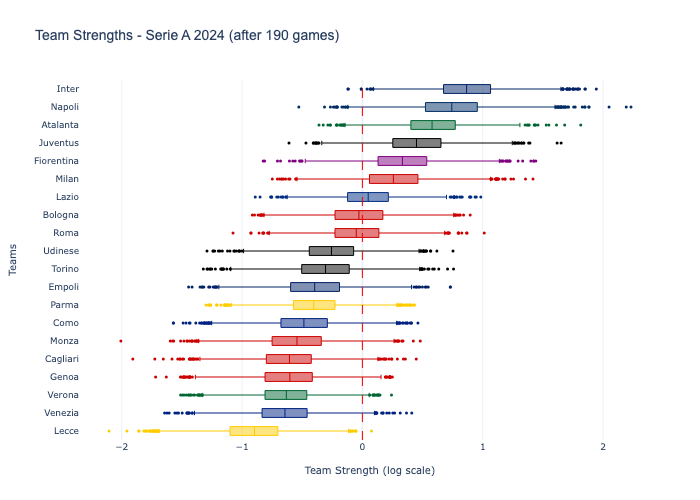 Team Strengths - Serie A 2024 (after 190 games)
Inter
Napoli
Atalanta
Juventus
Fiorentina
Milan
Lazio
Bologna
Roma
Udinese
Torino
Empoli
Parma
Como
Monza
Cagliari
Genoa
Verona
Venezia
Lecce
Teams
−2 −1 0 1 2
Team Strength (log scale)